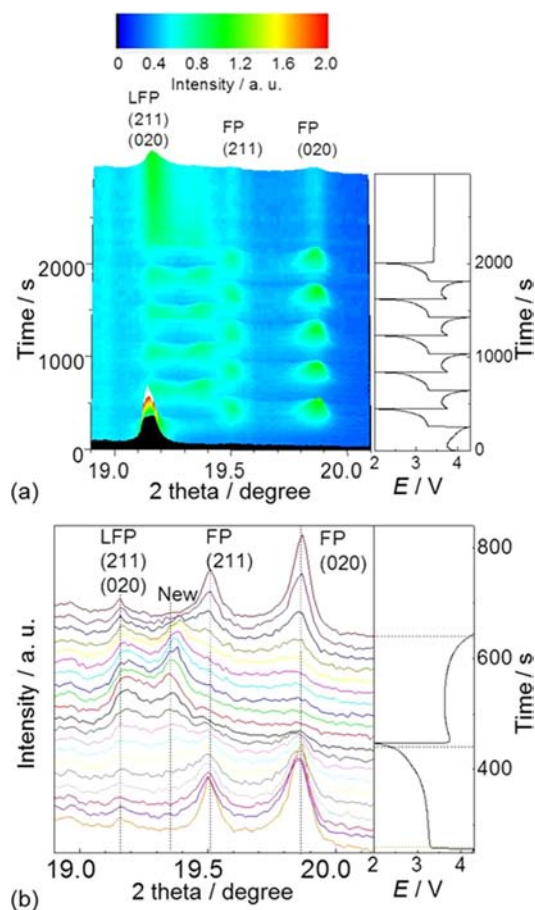 0 0.4 0.8 1.2 1.6 2.0
Intensity / a. u.
LFP
(211)
(020)
FP
(211)
FP
(020)
Time / s
2000
1000
0
19.0 19.5 20.0
2 theta / degree
2000
1000
0
Time / s
2 3 4
E / V
(a)
LFP
(211)
(020)
New
FP
(211)
FP
(020)
Intensity / a. u.
19.0 19.5 20.0
2 theta / degree
800
600
400
Time / s
2 3 4
E / V
(b)